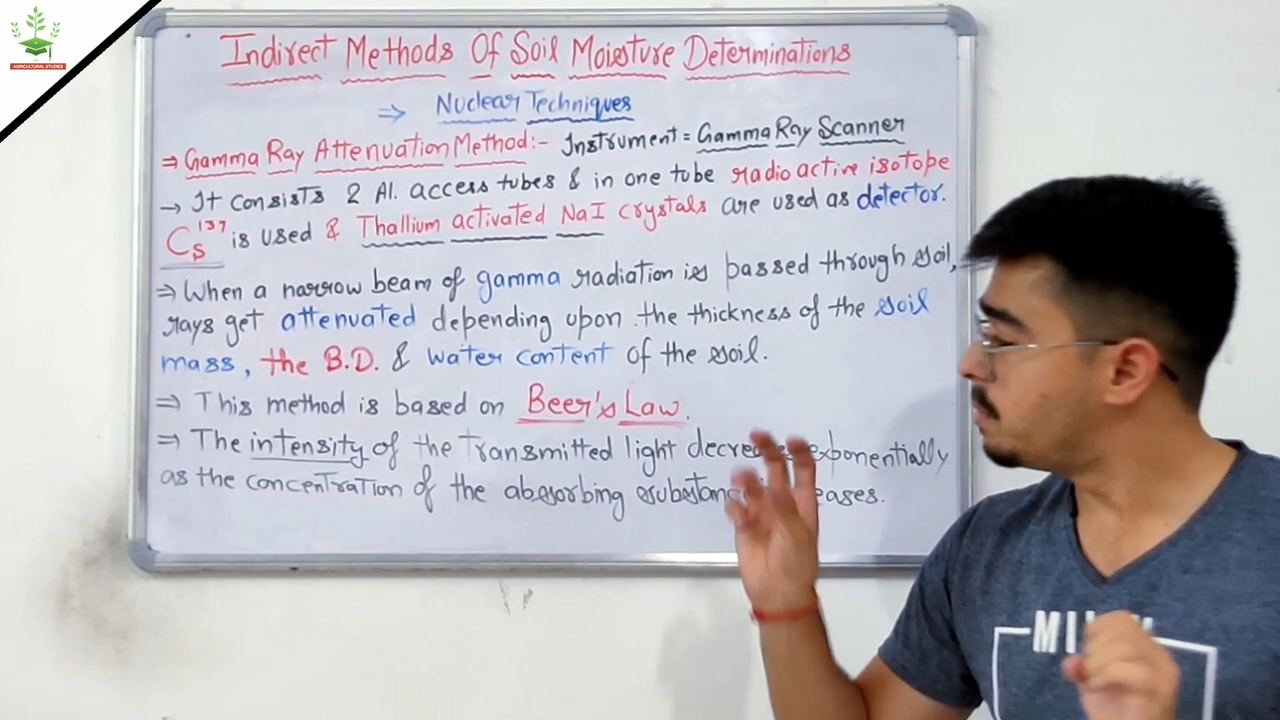 AGRICULTURAL STUDIES
Indirect Methods Of Soil Moisture Determinations
⇒ Nuclear Techniques
⇒ Gamma Ray Attenuation Method:- Instrument = Gamma Ray Scanner
→ It consists 2 Al. access tubes & in one tube radio active isotope
Cs¹³⁷ is used & Thallium activated NaI crystals are used as detector.
⇒ When a narrow beam of gamma radiation is passed through soil,
rays get attenuated depending upon the thickness of the soil
mass, the B.D. & water content of the soil.
⇒ This method is based on Beer's Law.
⇒ The intensity of the transmitted light exponentially
as the concentration of the absorbing
MI